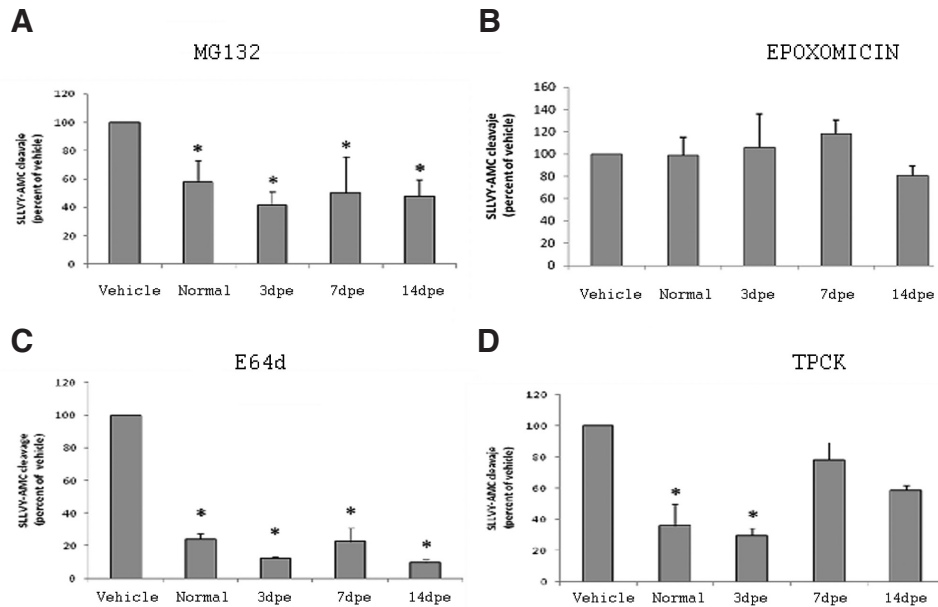 A
MG132
SLLVY-AMC cleavaje
(percent of vehicle)
120
100
80
60
40
20
0
*
*
*
*
Vehicle Normal 3dpe 7dpe 14dpe
B
EPOXOMICIN
SLLVY-AMC cleavaje
(percent of vehicle)
160
140
120
100
80
60
40
20
0
Vehicle Normal 3dpe 7dpe 14dpe
C
E64d
SLLVY-AMC cleavage
(percent of vehicle)
120
100
80
60
40
20
0
*
*
*
*
Vehicle Normal 3dpe 7dpe 14dpe
D
TPCK
SLLVY-AMC cleavaje
(percent of vehicle)
120
100
80
60
40
20
0
*
*
Vehicle Normal 3dpe 7dpe 14dpe